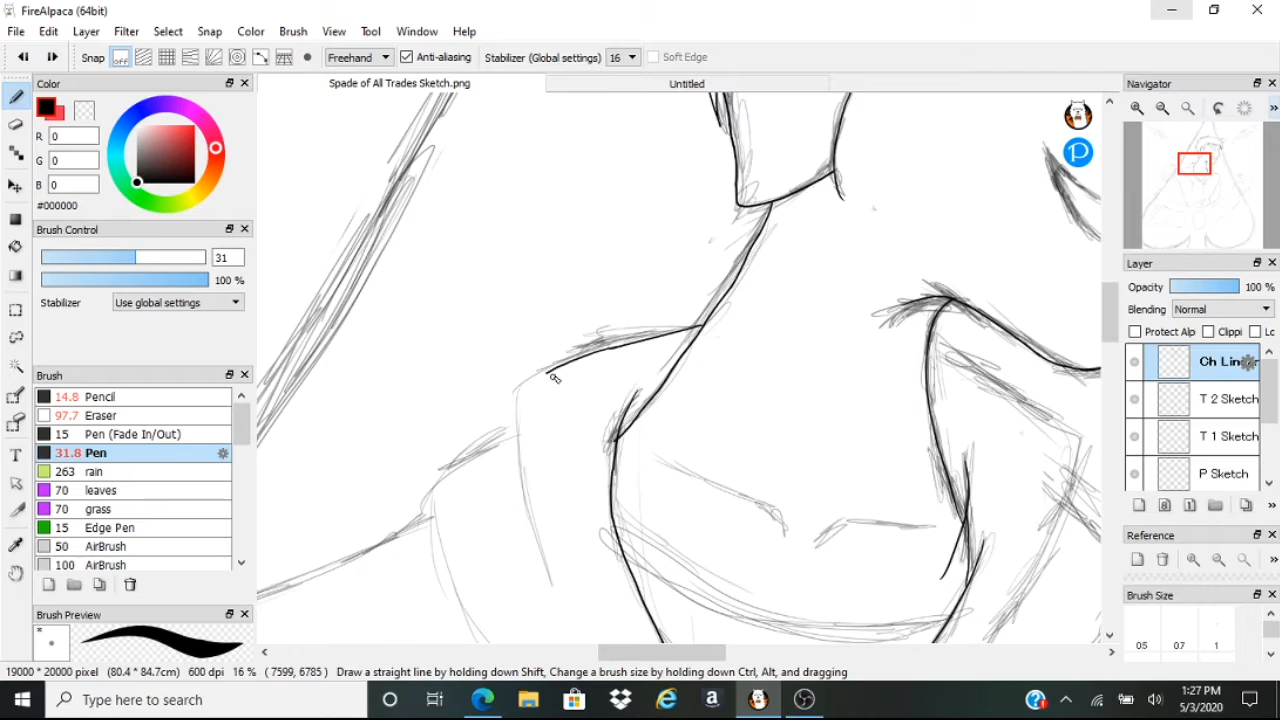 FireAlpaca (64bit)
File Edit Layer Filter Select Snap Color Brush View Tool Window Help
Snap off Freehand Anti-aliasing Stabilizer (Global settings) 16 Soft Edge
Color
Spade of All Trades Sketch.png
Untitled
Navigator
R 0
G 0
B 0
#000000
Brush Control
31
100 %
Stabilizer Use global settings
Layer
Opacity 100 %
Blending Normal
Protect Alp Clippi Lc
Ch Line
T 2 Sketch
T 1 Sketch
P Sketch
Brush
14.8 Pencil
97.7 Eraser
15 Pen (Fade In/Out)
31.8 Pen
263 rain
70 leaves
70 grass
15 Edge Pen
50 AirBrush
100 AirBrush
Reference
Brush Preview
*
Brush Size
05 07 1
19000 * 20000 pixel (80.4 * 84.7cm) 600 dpi 16 % ( 7599, 6785 ) Draw a straight line by holding down Shift, Change a brush size by holding down Ctrl, Alt, and dragging
Type here to search
1:27 PM
5/3/2020